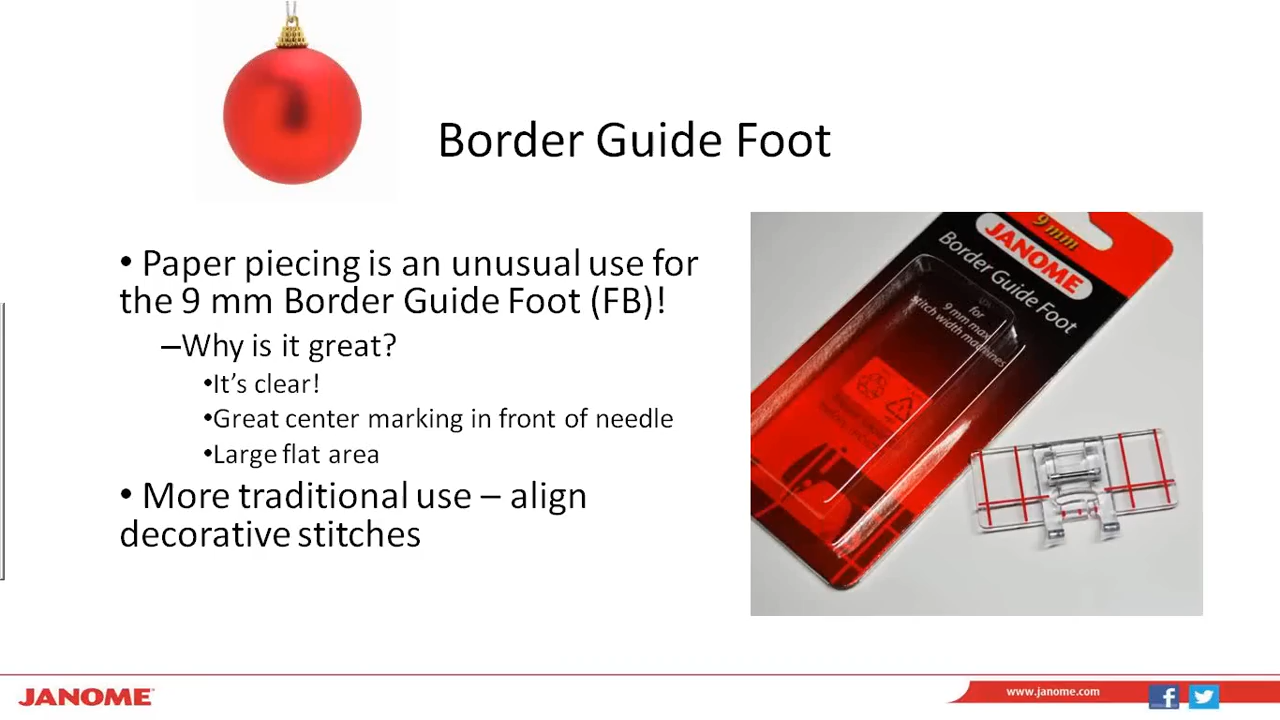 Border Guide Foot
• Paper piecing is an unusual use for
the 9 mm Border Guide Foot (FB)!
–Why is it great?
•It's clear!
•Great center marking in front of needle
•Large flat area
• More traditional use – align
decorative stitches
9 mm
JANOME
Border Guide Foot
for
9 mm max.
stitch width machines
JANOME
www.janome.com